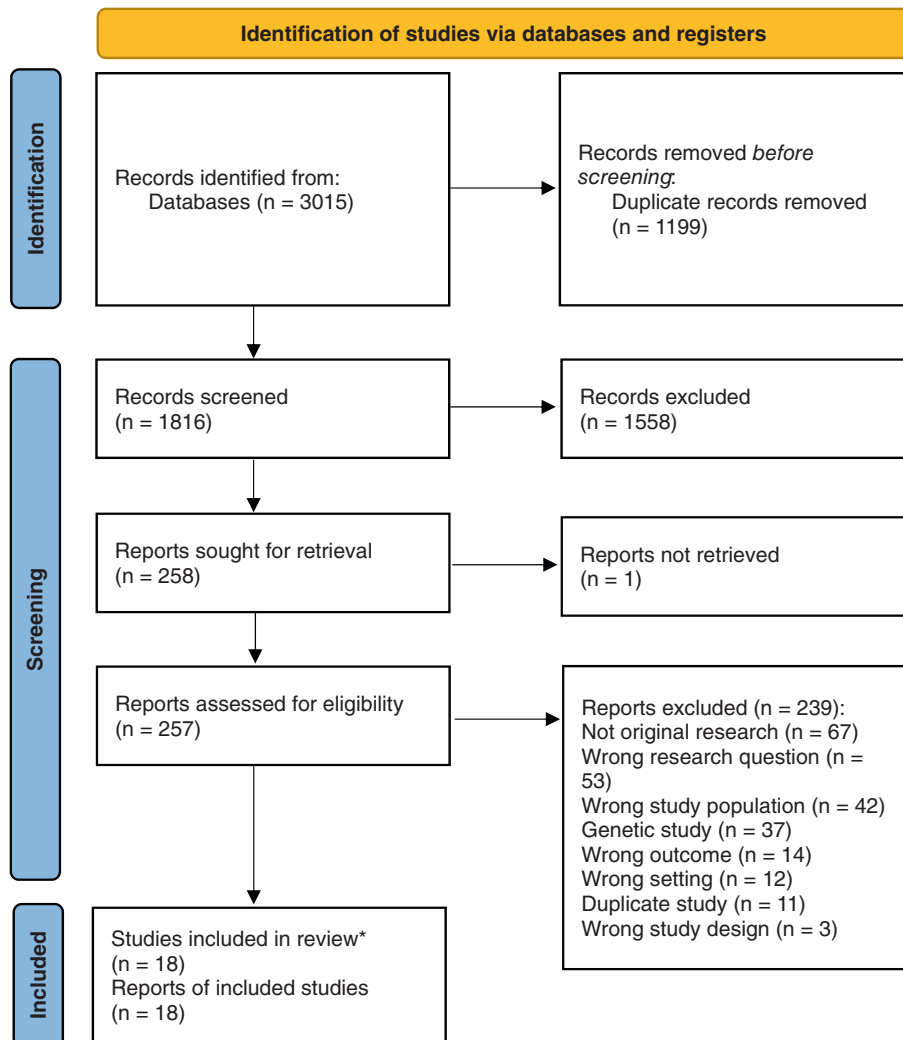 Identification of studies via databases and registers
Identification
Records identified from:
Databases (n = 3015)
Records removed before
screening:
Duplicate records removed
(n = 1199)
Screening
Records screened
(n = 1816)
Records excluded
(n = 1558)
Reports sought for retrieval
(n = 258)
Reports not retrieved
(n = 1)
Reports assessed for eligibility
(n = 257)
Reports excluded (n = 239):
Not original research (n = 67)
Wrong research question (n =
53)
Wrong study population (n = 42)
Genetic study (n = 37)
Wrong outcome (n = 14)
Wrong setting (n = 12)
Duplicate study (n = 11)
Wrong study design (n = 3)
Included
Studies included in review*
(n = 18)
Reports of included studies
(n = 18)